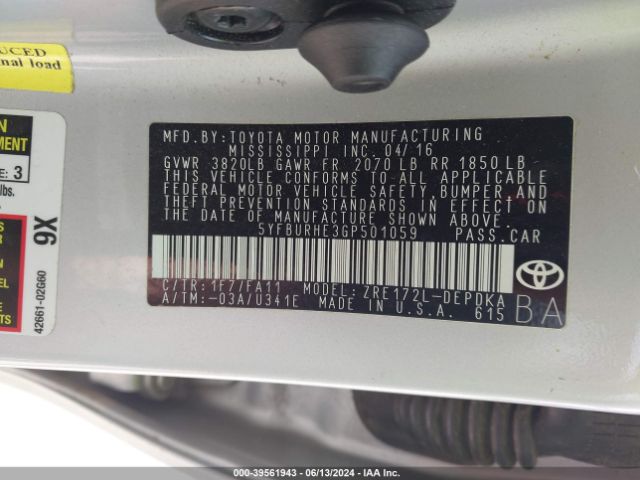 UCED
nal load
N
EMENT
E: 3
lbs.
9X
42661-02G60
MFD.BY:TOYOTA MOTOR MANUFACTURING
MISSISSIPPI INC. 04/16
GVWR 3820LB GAWR FR 2070 LB RR 1850 LB
THIS VEHICLE CONFORMS TO ALL APPLICABLE
FEDERAL MOTOR VEHICLE SAFETY, BUMPER AND
THEFT PREVENTION STANDARDS IN EFFECT ON
THE DATE OF MANUFACTURE SHOWN ABOVE.
5YFBURHE3GP501059 PASS.CAR
C/TR: 1F7/FA11 MODEL: ZRE172L-DEPDKA
A/TM: -03A/U341E MADE IN U.S.A. 615
BA
000-39561943 - 06/13/2024 - IAA Inc.